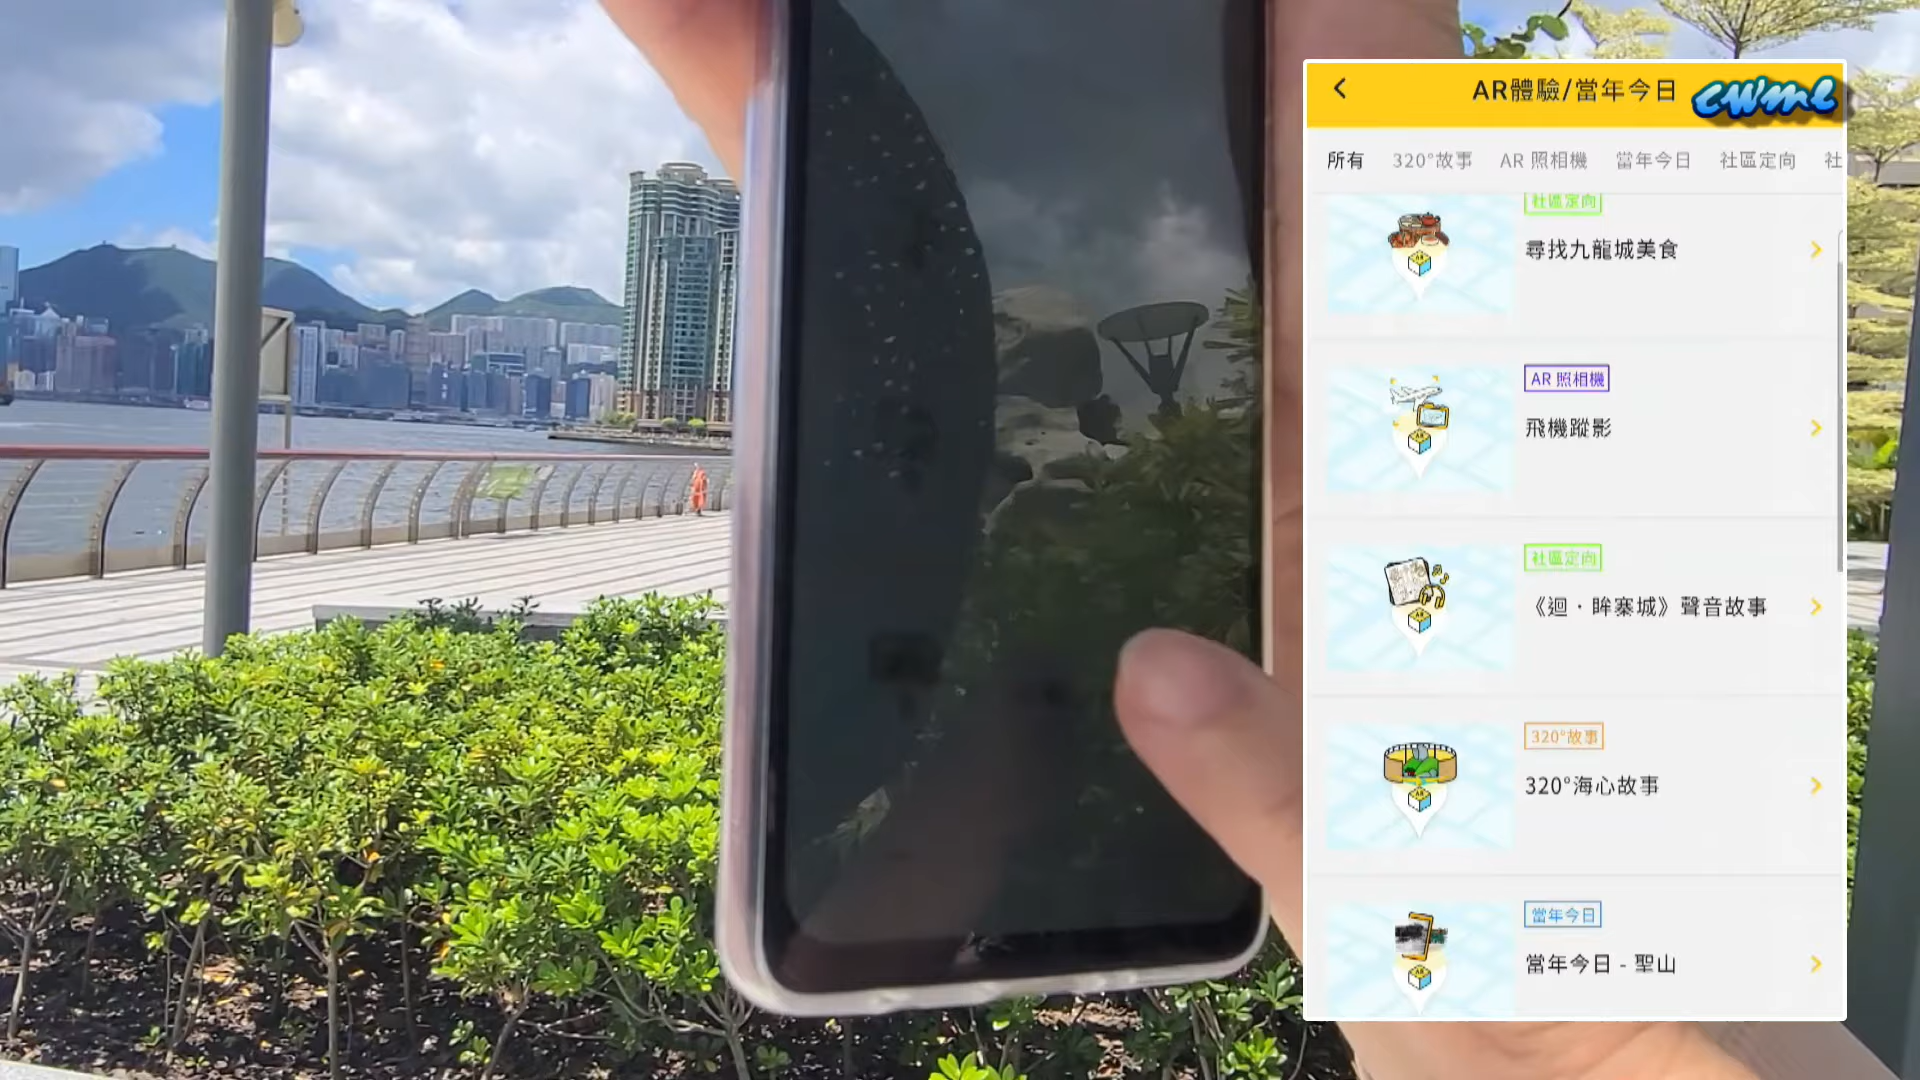 AR體驗/當年今日
cwml
所有 320°故事 AR 照相機 當年今日 社區定向 社
社區定向
尋找九龍城美食
AR 照相機
飛機蹤影
社區定向
《迴·眸寨城》聲音故事
320°故事
320°海心故事
當年今日
當年今日 - 聖山